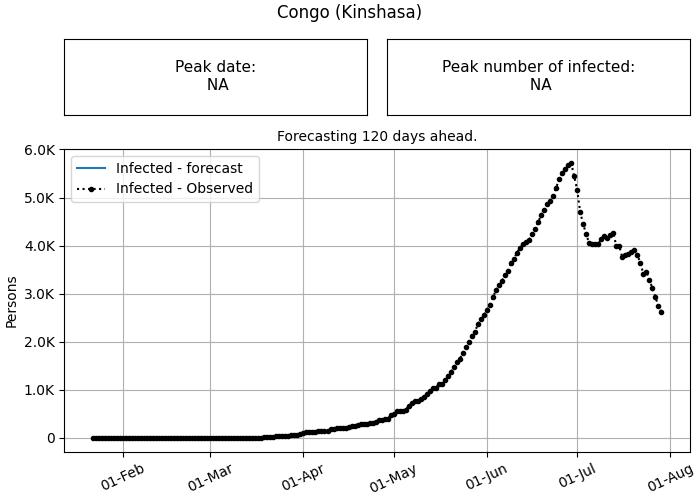 Congo (Kinshasa)
Peak date:
NA
Peak number of infected:
NA
Forecasting 120 days ahead.
Infected - forecast
Infected - Observed
6.0K
5.0K
4.0K
3.0K
2.0K
1.0K
0
Persons
01-Feb
01-Mar
01-Apr
01-May
01-Jun
01-Jul
01-Aug